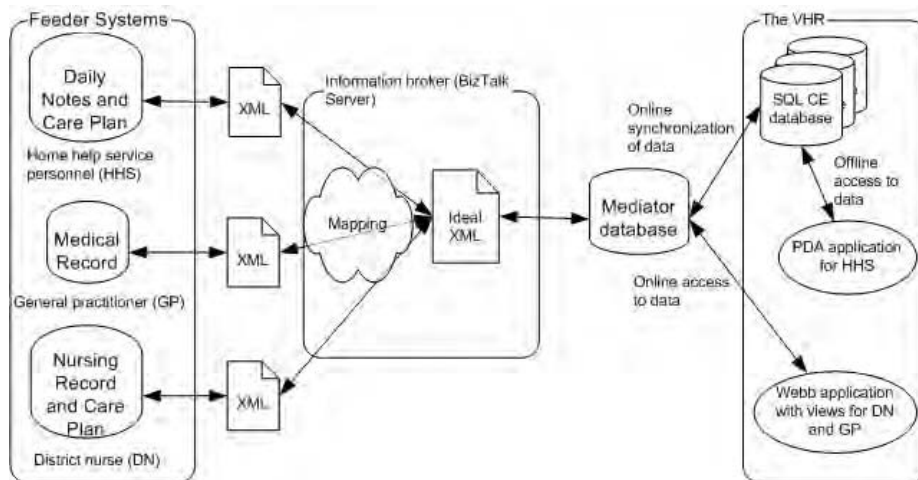 Feeder Systems
Daily
Notes and
Care Plan
Home help service
personnel (HHS)
Medical
Record
General practitioner (GP)
Nursing
Record
and Care
Plan
District nurse (DN)
XML
XML
XML
Information broker (BizTalk
Server)
Mapping
Ideal
XML
Mediator
database
Online
synchronization
of data
Online access
to data
The VHR
SQL CE
database
Offline
access to
data
PDA application
for HHS
Webb application
with views for DN
and GP